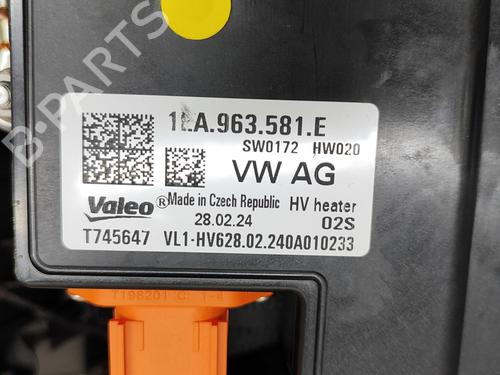 B-PARTS
.A.963.581.E
SW0172 HW020
VW AG
Valeo ® Made in Czech Republic HV heater
28.02.24 02S
T745647 VL1-HV628.02.240A010233